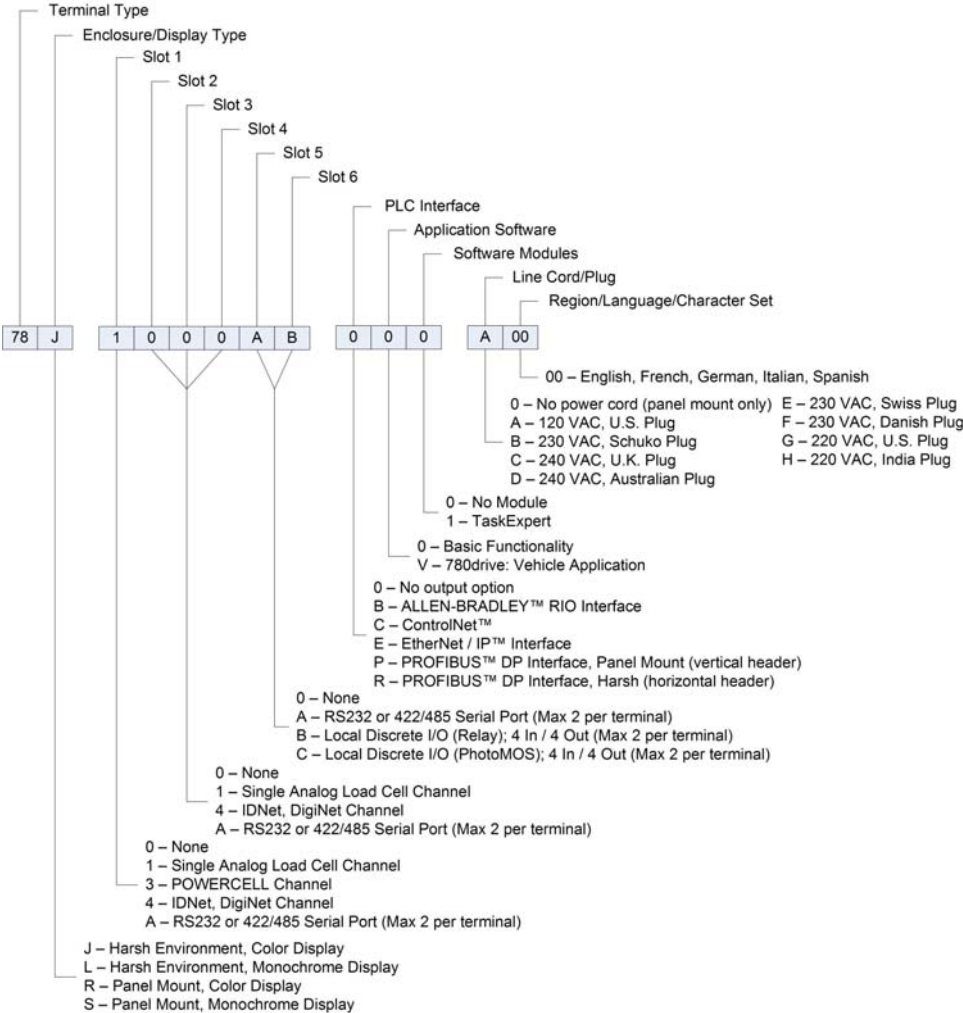 Terminal Type
Enclosure/Display Type
Slot 1
Slot 2
Slot 3
Slot 4
Slot 5
Slot 6
PLC Interface
Application Software
Software Modules
Line Cord/Plug
Region/Language/Character Set
78 J 1 0 0 0 A B 0 0 0 A 00
00 – English, French, German, Italian, Spanish
0 – No power cord (panel mount only)
A – 120 VAC, U.S. Plug
B – 230 VAC, Schuko Plug
C – 240 VAC, U.K. Plug
D – 240 VAC, Australian Plug
E – 230 VAC, Swiss Plug
F – 230 VAC, Danish Plug
G – 220 VAC, U.S. Plug
H – 220 VAC, India Plug
0 – No Module
1 – TaskExpert
0 – Basic Functionality
V – 780drive: Vehicle Application
0 – No output option
B – ALLEN-BRADLEY™ RIO Interface
C – ControlNet™
E – EtherNet / IP™ Interface
P – PROFIBUS™ DP Interface, Panel Mount (vertical header)
R – PROFIBUS™ DP Interface, Harsh (horizontal header)
0 – None
A – RS232 or 422/485 Serial Port (Max 2 per terminal)
B – Local Discrete I/O (Relay); 4 In / 4 Out (Max 2 per terminal)
C – Local Discrete I/O (PhotoMOS); 4 In / 4 Out (Max 2 per terminal)
0 – None
1 – Single Analog Load Cell Channel
4 – IDNet, DigiNet Channel
A – RS232 or 422/485 Serial Port (Max 2 per terminal)
0 – None
1 – Single Analog Load Cell Channel
3 – POWERCELL Channel
4 – IDNet, DigiNet Channel
A – RS232 or 422/485 Serial Port (Max 2 per terminal)
J – Harsh Environment, Color Display
L – Harsh Environment, Monochrome Display
R – Panel Mount, Color Display
S – Panel Mount, Monochrome Display